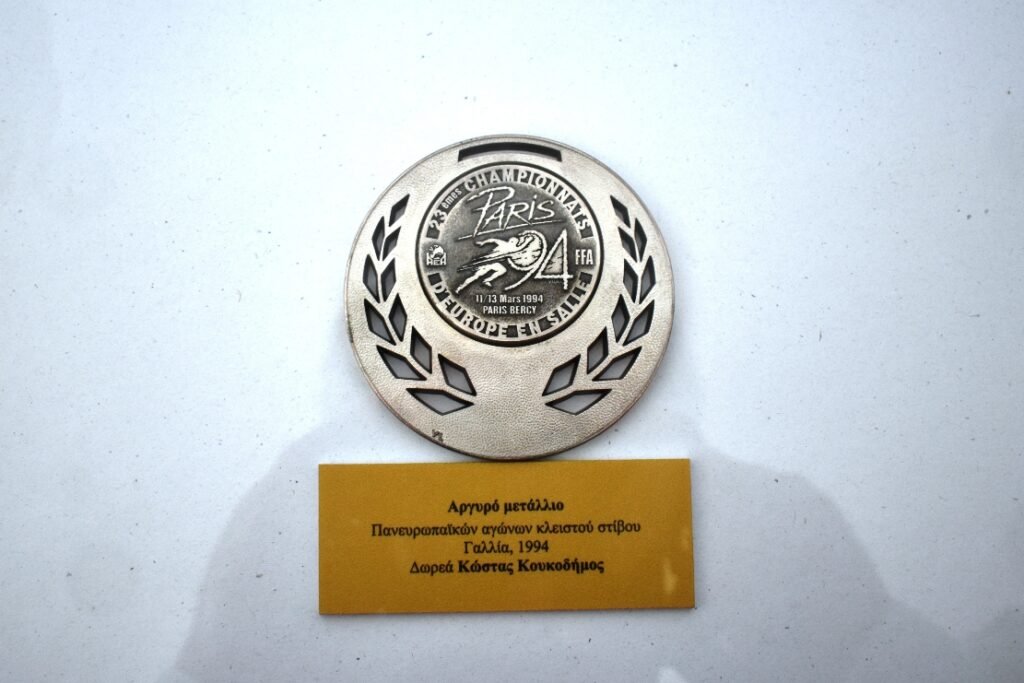 23èmes CHAMPIONNATS
PARIS
94
FFA
11/13 Mars 1994
PARIS BERCY
D'EUROPE EN SALLE
Αργυρό μετάλλιο
Πανευρωπαϊκών αγώνων κλειστού στίβου
Γαλλία, 1994
Δωρεά Κώστας Κουκοδήμος